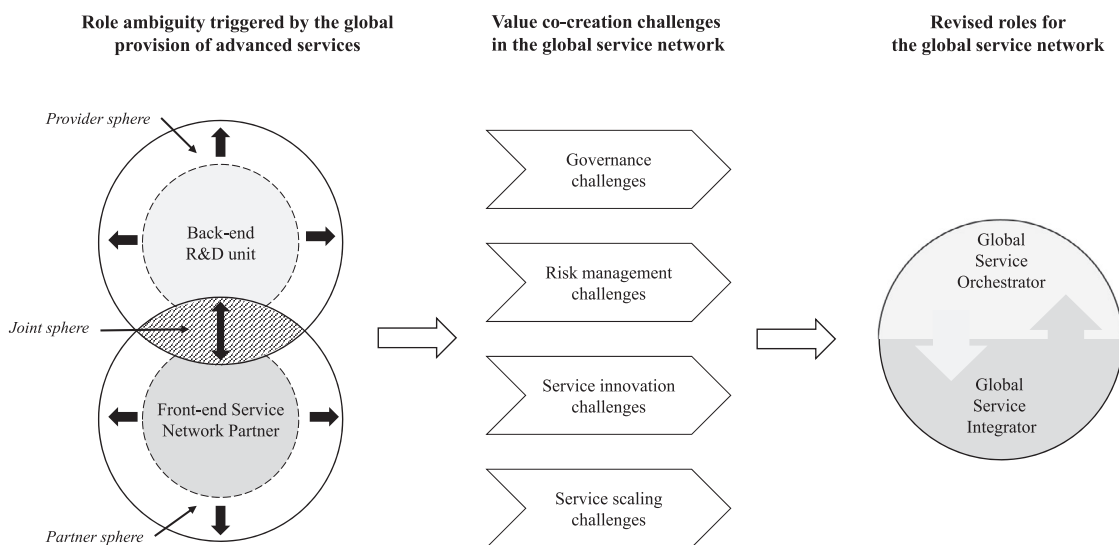 Role ambiguity triggered by the global
provision of advanced services
Provider sphere
Back-end
R&D unit
Joint sphere
Front-end Service
Network Partner
Partner sphere
Value co-creation challenges
in the global service network
Governance
challenges
Risk management
challenges
Service innovation
challenges
Service scaling
challenges
Revised roles for
the global service network
Global
Service
Orchestrator
Global
Service
Integrator